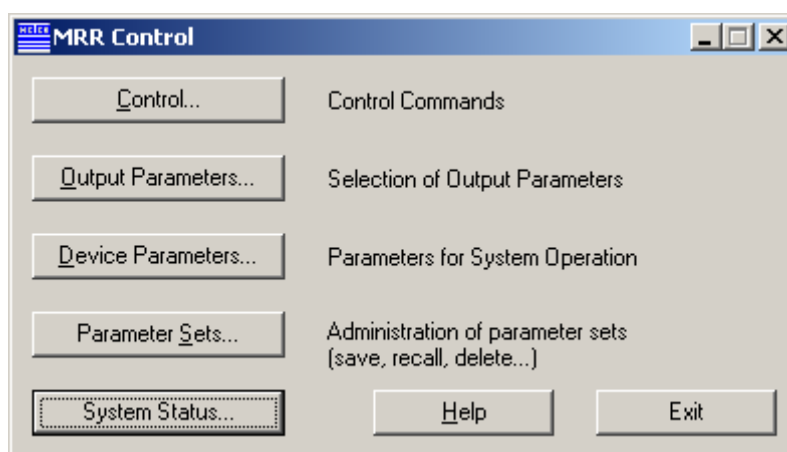 METEK
MRR Control
Control... Control Commands
Output Parameters... Selection of Output Parameters
Device Parameters... Parameters for System Operation
Parameter Sets... Administration of parameter sets
(save, recall, delete...)
System Status... Help Exit